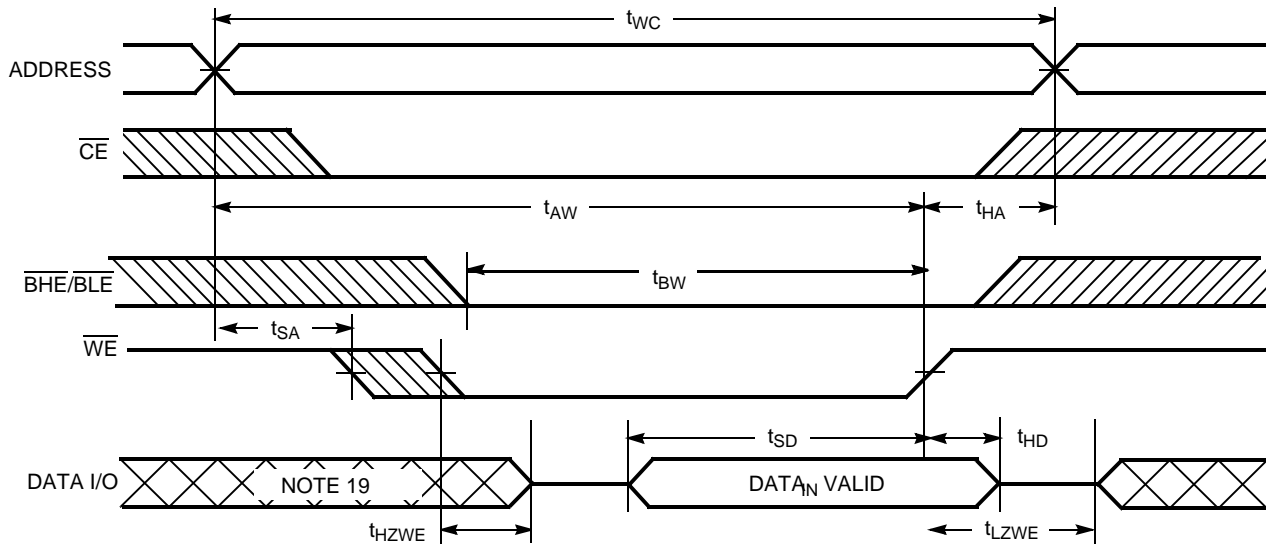 tWC
ADDRESS
CE
tAW
tHA
BHE/BLE
tBW
tSA
WE
tSD
tHD
DATA I/O
NOTE 19
DATAIN VALID
tHZWE
tLZWE